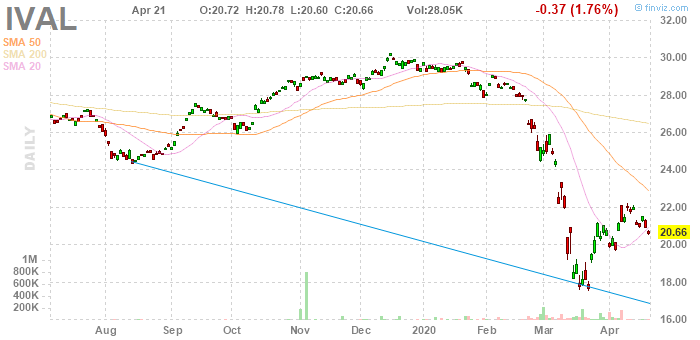 IVAL
Apr 21
O:20.72 H:20.78 L:20.60 C:20.66
Vol:28.05K
-0.37 (1.76%)
© finviz.com
SMA 50
SMA 200
SMA 20
DAILY
32.00
30.00
28.00
26.00
24.00
22.00
20.66
20.00
18.00
16.00
1M
800K
600K
400K
200K
Aug Sep Oct Nov Dec 2020 Feb Mar Apr